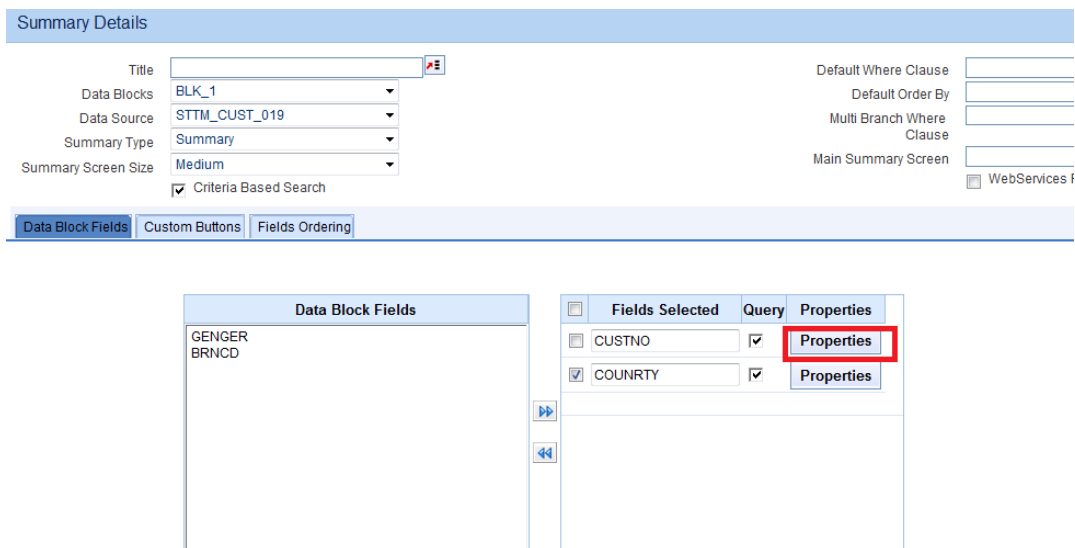 Summary Details
Title
Data Blocks BLK_1
Data Source STTM_CUST_019
Summary Type Summary
Summary Screen Size Medium
Criteria Based Search
Default Where Clause
Default Order By
Multi Branch Where
Clause
Main Summary Screen
WebServices
Data Block Fields Custom Buttons Fields Ordering
Data Block Fields
GENGER
BRNCD
Fields Selected Query Properties
CUSTNO Properties
COUNRTY Properties